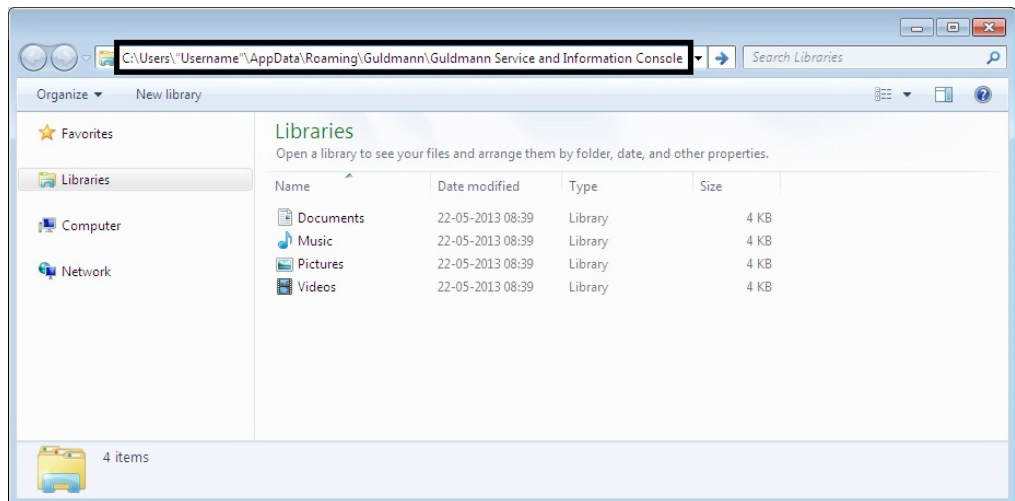 C:\Users\"Username"\AppData\Roaming\Guldmann\Guldmann Service and Information Console
Search Libraries
Organize
New library
Favorites
Libraries
Computer
Network
Libraries
Open a library to see your files and arrange them by folder, date, and other properties.
Name Date modified Type Size
Documents 22-05-2013 08:39 Library 4 KB
Music 22-05-2013 08:39 Library 4 KB
Pictures 22-05-2013 08:39 Library 4 KB
Videos 22-05-2013 08:39 Library 4 KB
4 items